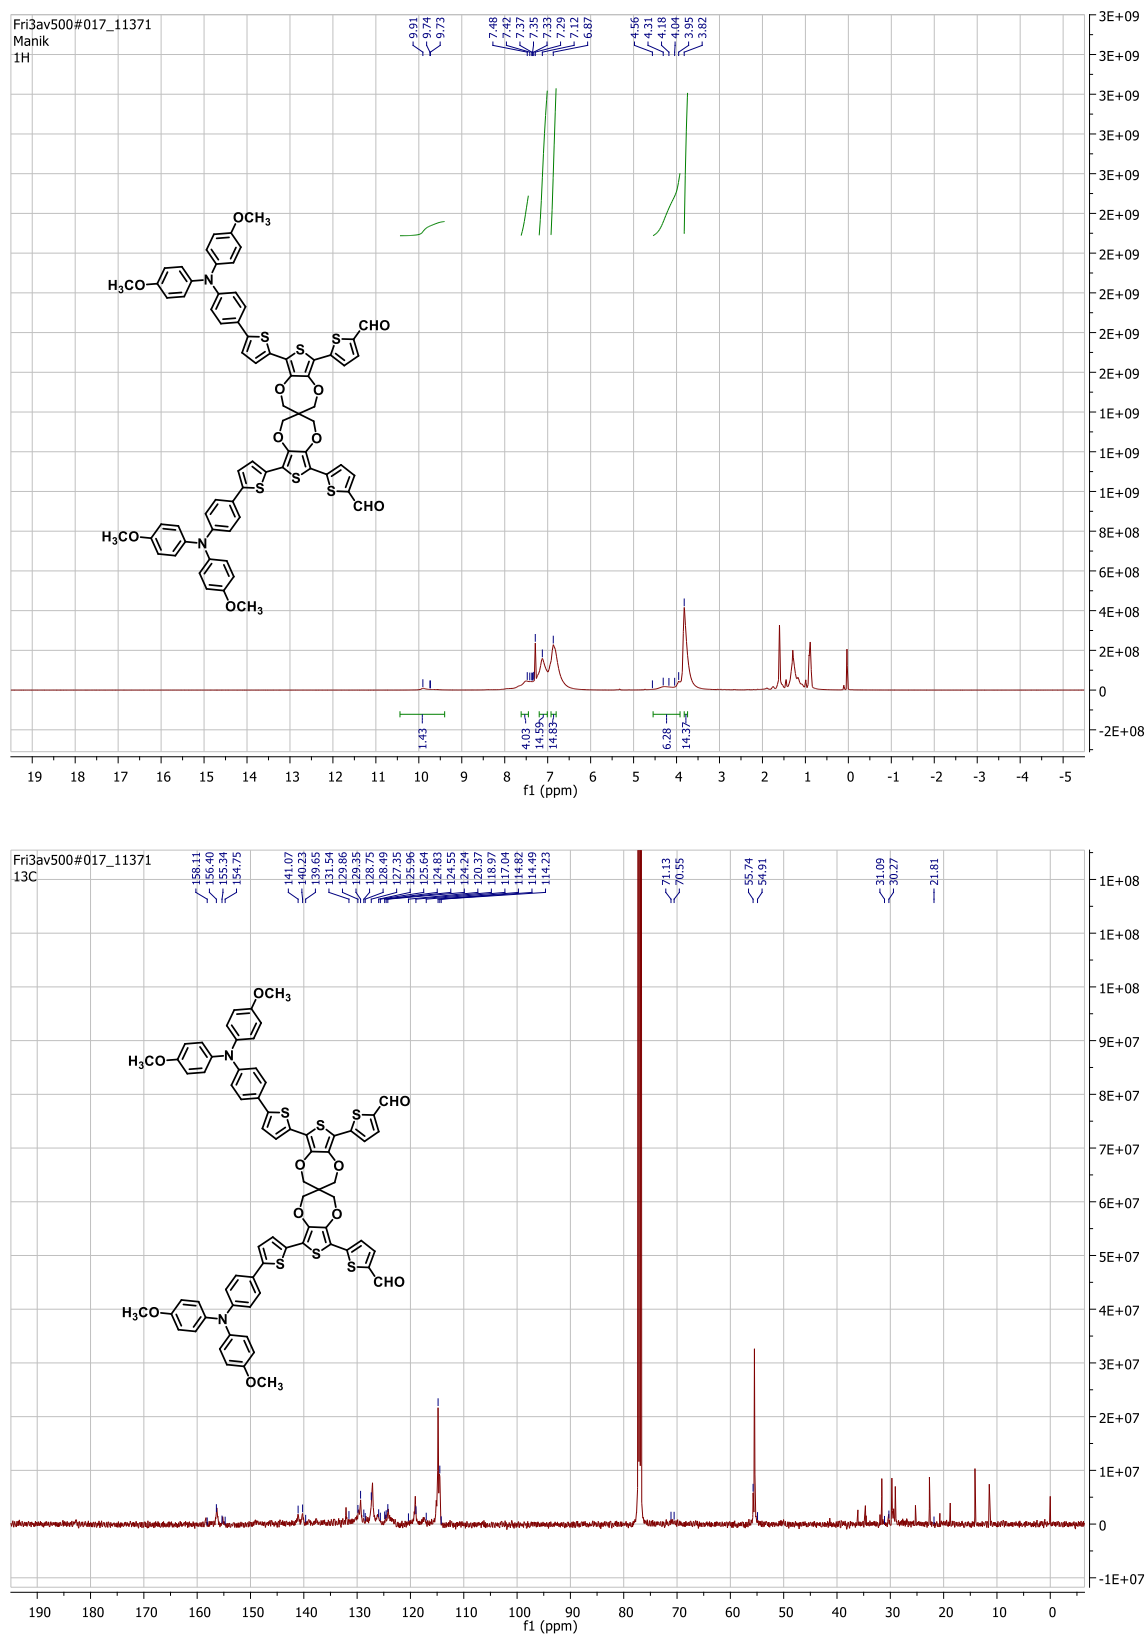 Fri3av500#017_11371
Manik
1H
9.91
9.74
9.73
7.48
7.42
7.37
7.35
7.33
7.29
7.12
6.87
4.56
4.31
4.18
4.04
3.95
3.82
3E+09
3E+09
3E+09
3E+09
3E+09
2E+09
2E+09
2E+09
2E+09
2E+09
1E+09
1E+09
1E+09
8E+08
6E+08
4E+08
2E+08
0
-2E+08
OCH3
H3CO
N
S
S
S
CHO
O
O
O
O
S
S
S
CHO
H3CO
N
OCH3
1.43
4.03
14.59
14.83
6.28
14.37
19 18 17 16 15 14 13 12 11 10 9 8 7 6 5 4 3 2 1 0 -1 -2 -3 -4 -5
f1 (ppm)
Fri3av500#017_11371
13C
158.11
156.40
155.34
154.75
141.07
140.23
139.65
131.54
129.86
129.35
128.75
128.49
127.35
125.96
125.64
124.83
124.55
124.24
120.37
118.97
117.04
114.82
114.49
114.23
71.13
70.55
55.74
54.91
31.09
30.27
21.81
1E+08
1E+08
1E+08
9E+07
8E+07
7E+07
6E+07
5E+07
4E+07
3E+07
2E+07
1E+07
0
-1E+07
OCH3
H3CO
N
S
S
S
CHO
O
O
O
O
S
S
S
CHO
H3CO
N
OCH3
190 180 170 160 150 140 130 120 110 100 90 80 70 60 50 40 30 20 10 0
f1 (ppm)